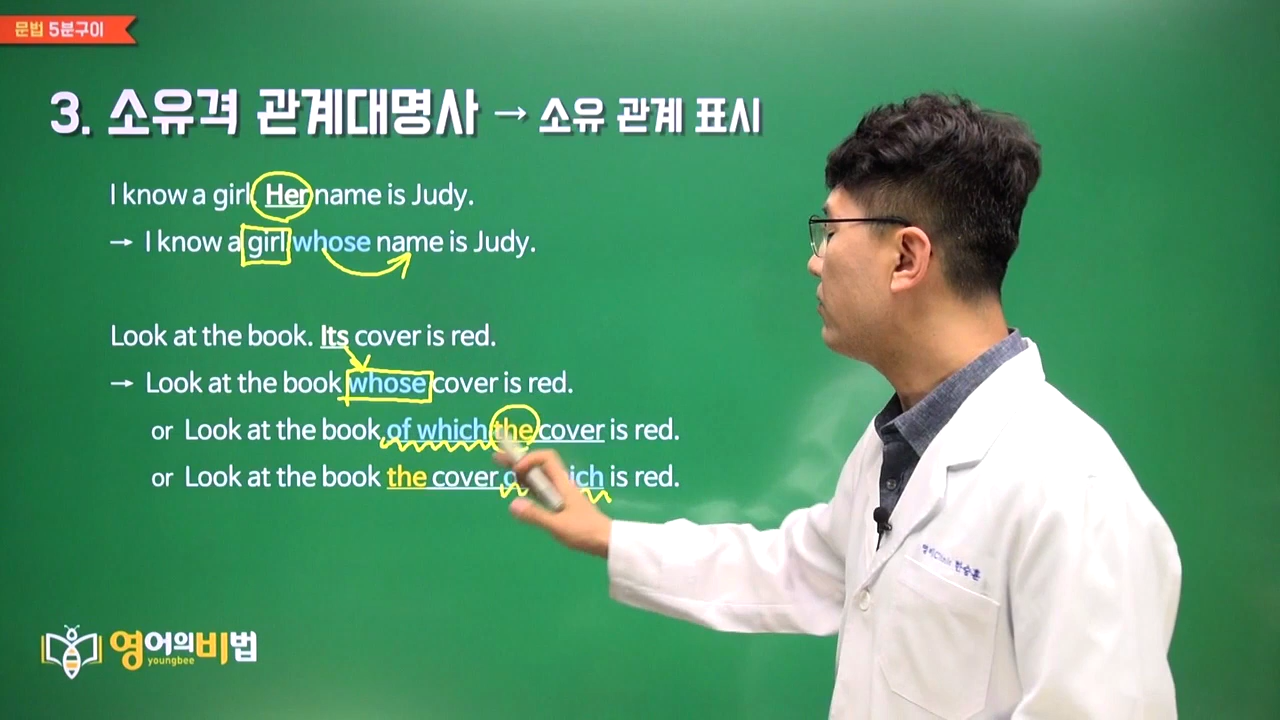 문법 5분구이
3. 소유격 관계대명사 → 소유 관계 표시
I know a girl. Her name is Judy.
→ I know a girl whose name is Judy.
Look at the book. Its cover is red.
→ Look at the book whose cover is red.
or Look at the book of which the cover is red.
or Look at the book the cover is red.
영어의비법
youngbee